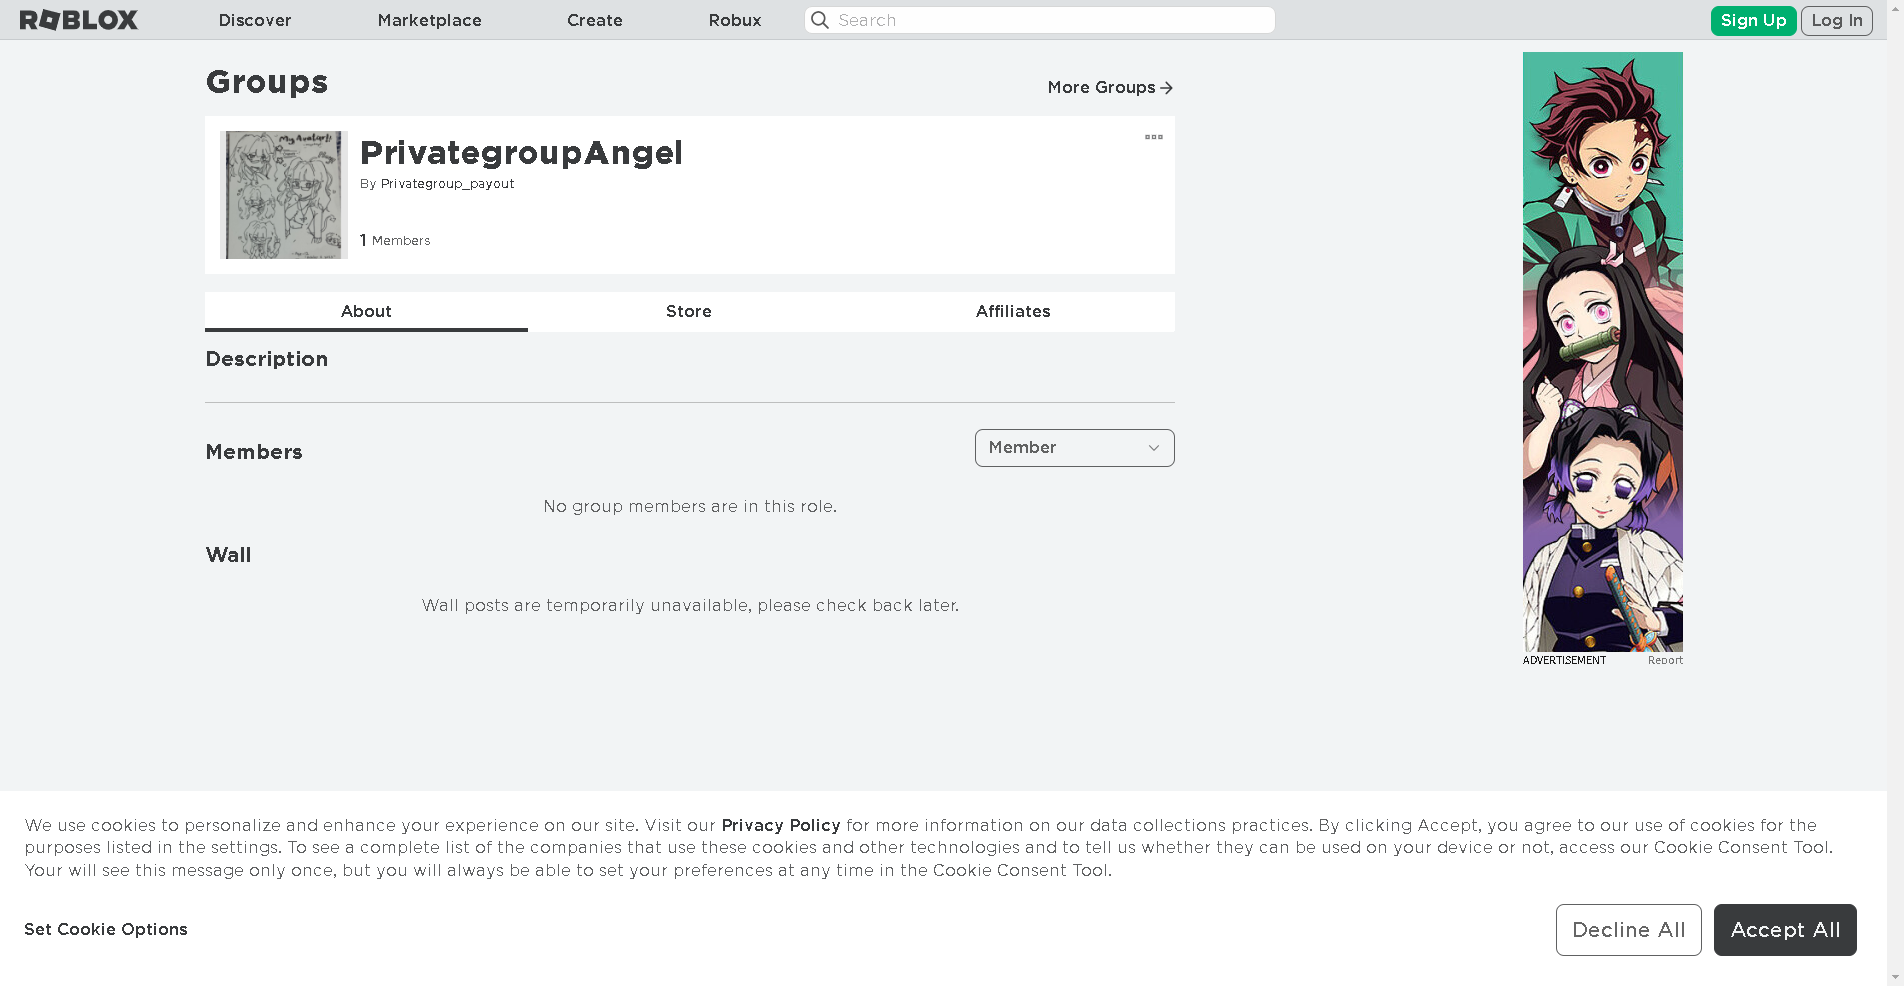 ROBLOX
Discover
Marketplace
Create
Robux
Search
Sign Up
Log In
Groups
More Groups
My Avatar!!
PrivategroupAngel
By Privategroup_payout
1 Members
About
Store
Affiliates
Description
Members
Member
No group members are in this role.
Wall
Wall posts are temporarily unavailable, please check back later.
ADVERTISEMENT
Report
We use cookies to personalize and enhance your experience on our site. Visit our Privacy Policy for more information on our data collections practices. By clicking Accept, you agree to our use of cookies for the
purposes listed in the settings. To see a complete list of the companies that use these cookies and other technologies and to tell us whether they can be used on your device or not, access our Cookie Consent Tool.
Your will see this message only once, but you will always be able to set your preferences at any time in the Cookie Consent Tool.
Set Cookie Options
Decline All
Accept All